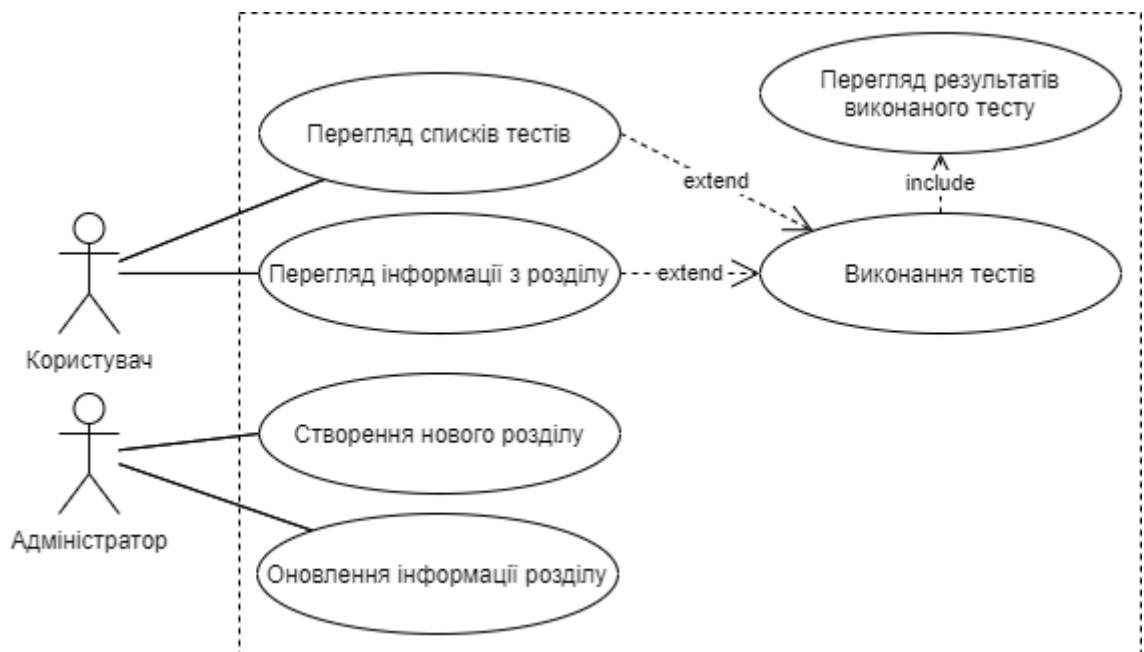 Перегляд результатів
виконаного тесту
Перегляд списків тестів
extend
include
Перегляд інформації з розділу
extend
Виконання тестів
Користувач
Створення нового розділу
Адміністратор
Оновлення інформації розділу